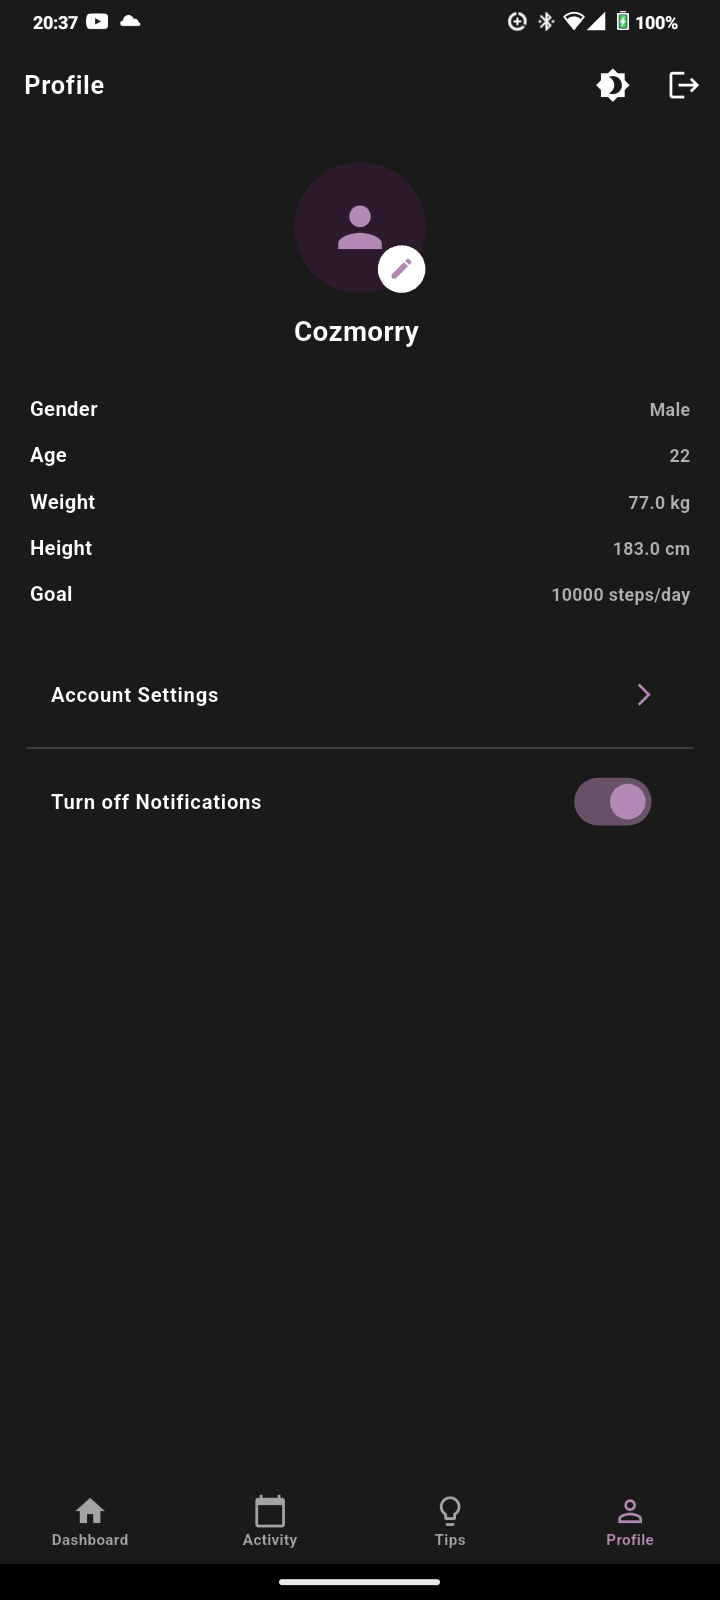 20:37 100%
Profile
Cozmorry
Gender Male
Age 22
Weight 77.0 kg
Height 183.0 cm
Goal 10000 steps/day
Account Settings
Turn off Notifications
Dashboard Activity Tips Profile